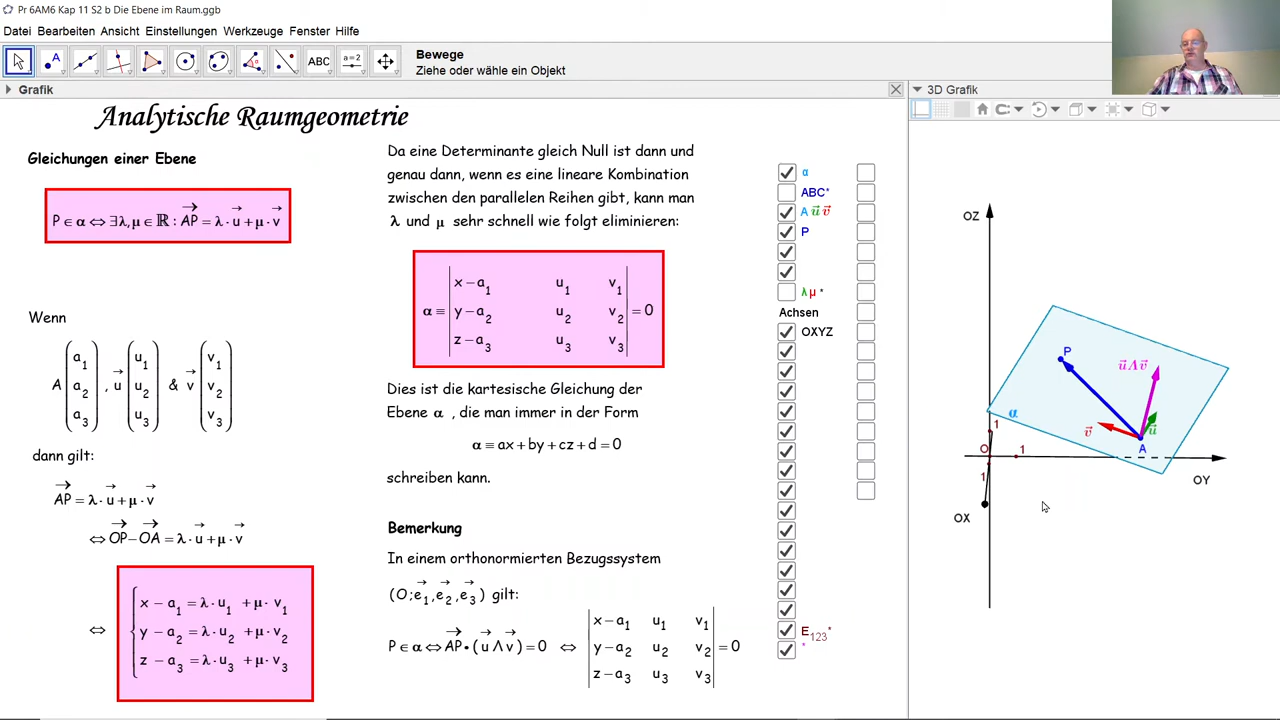 Pr 6AM6 Kap 11 S2 b Die Ebene im Raum.ggb
Datei Bearbeiten Ansicht Einstellungen Werkzeuge Fenster Hilfe
A ABC a=2
Bewege
Ziehe oder wähle ein Objekt
Grafik
3D Grafik
Analytische Raumgeometrie
Gleichungen einer Ebene
P ∈ α ⇔ ∃λ,μ ∈ ℝ : AP→ = λ·u→ + μ·v→
Wenn
A (a₁ a₂ a₃) , u→ (u₁ u₂ u₃) & v→ (v₁ v₂ v₃)
dann gilt:
AP→ = λ·u→ + μ·v→
⇔ OP→ − OA→ = λ·u→ + μ·v→
⇔
x − a₁ = λ·u₁ + μ·v₁
y − a₂ = λ·u₂ + μ·v₂
z − a₃ = λ·u₃ + μ·v₃
Da eine Determinante gleich Null ist dann und
genau dann, wenn es eine lineare Kombination
zwischen den parallelen Reihen gibt, kann man
λ und μ sehr schnell wie folgt eliminieren:
x − a₁ u₁ v₁
α ≡ y − a₂ u₂ v₂ = 0
z − a₃ u₃ v₃
Dies ist die kartesische Gleichung der
Ebene α , die man immer in der Form
α ≡ ax + by + cz + d = 0
schreiben kann.
Bemerkung
In einem orthonormierten Bezugssystem
(O; e₁→, e₂→, e₃→) gilt:
x − a₁ u₁ v₁
P ∈ α ⇔ AP→ • (u→ ∧ v→) = 0 ⇔ y − a₂ u₂ v₂ = 0
z − a₃ u₃ v₃
α
ABC*
A u→ v→
P
λ μ *
Achsen
OXYZ
E₁₂₃*
*
OZ
P
u→Λv→
α
1
v→
u→
O
1
A
1
OY
OX